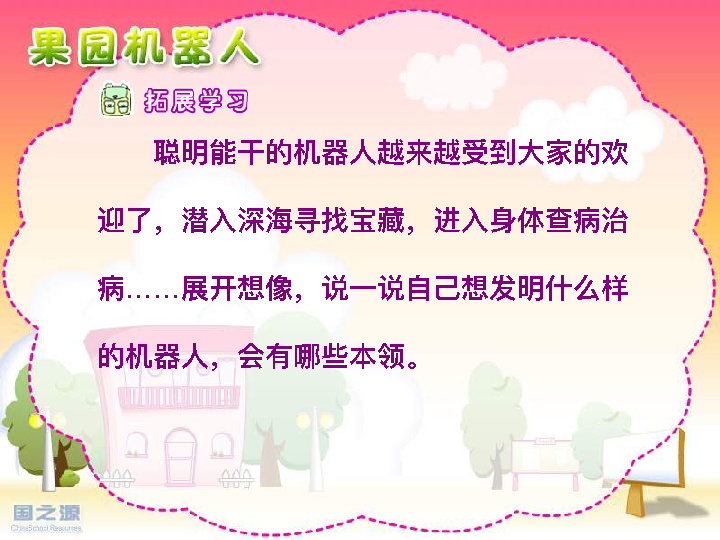 果园机器人
拓展学习
聪明能干的机器人越来越受到大家的欢
迎了，潜入深海寻找宝藏，进入身体查病治
病……展开想像，说一说自己想发明什么样
的机器人，会有哪些本领。
国之源
ChinaSchool Resources